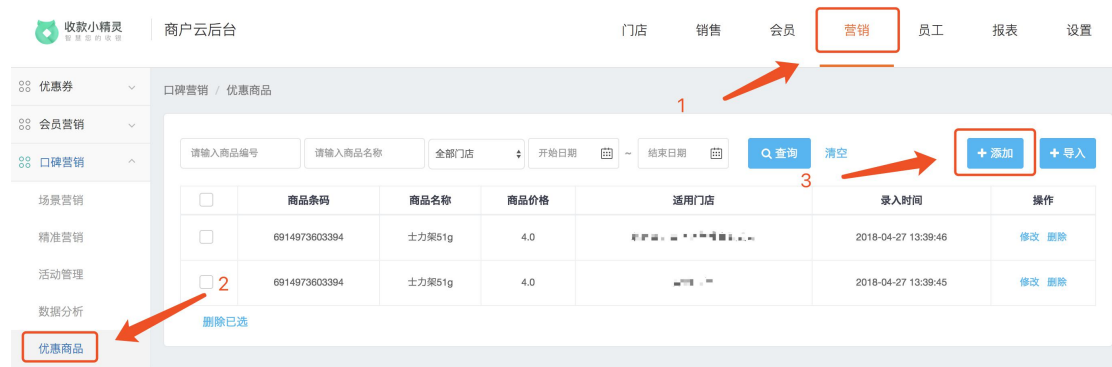 收款小精灵
智慧您的收银
商户云后台
门店 销售 会员 营销 员工 报表 设置
优惠券
口碑营销 / 优惠商品
1
会员营销
口碑营销
请输入商品编号 请输入商品名称 全部门店 开始日期 ~ 结束日期 查询 清空 + 添加 + 导入
3
场景营销
商品条码 商品名称 商品价格 适用门店 录入时间 操作
精准营销
6914973603394 士力架51g 4.0 2018-04-27 13:39:46 修改 删除
活动管理
2
6914973603394 士力架51g 4.0 2018-04-27 13:39:45 修改 删除
数据分析
删除已选
优惠商品